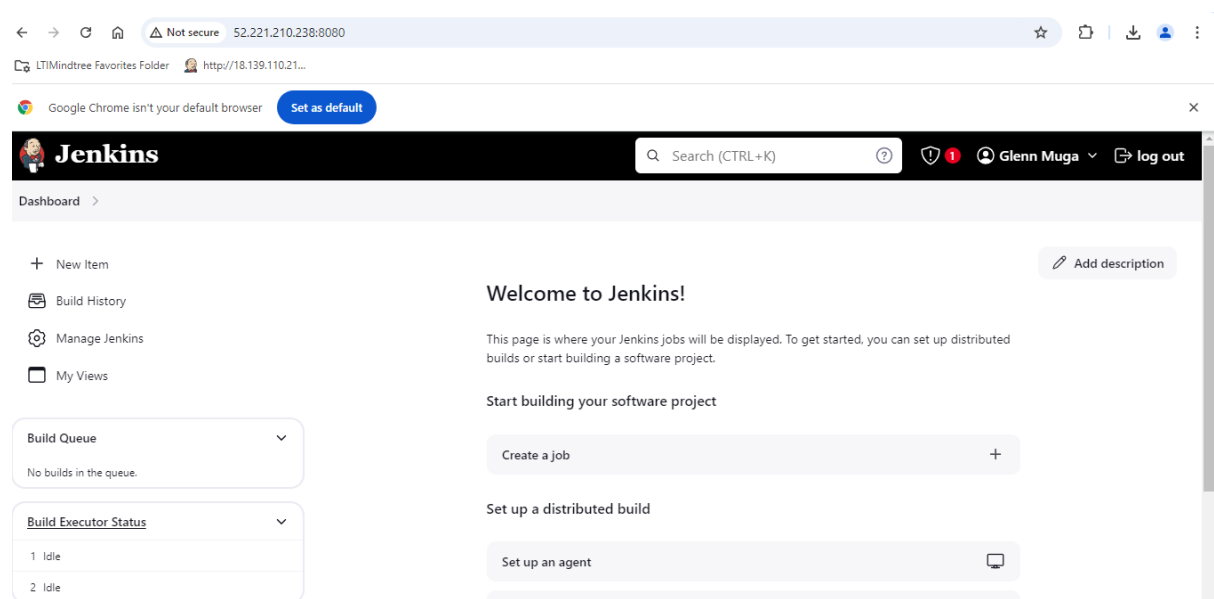 Not secure 52.221.210.238:8080
LTIMindtree Favorites Folder http://18.139.110.21...
Google Chrome isn't your default browser Set as default
Jenkins Search (CTRL+K) ? 1 Glenn Muga log out
Dashboard
New Item
Build History
Manage Jenkins
My Views
Build Queue
No builds in the queue.
Build Executor Status
1 Idle
2 Idle
Add description
Welcome to Jenkins!
This page is where your Jenkins jobs will be displayed. To get started, you can set up distributed
builds or start building a software project.
Start building your software project
Create a job
Set up a distributed build
Set up an agent